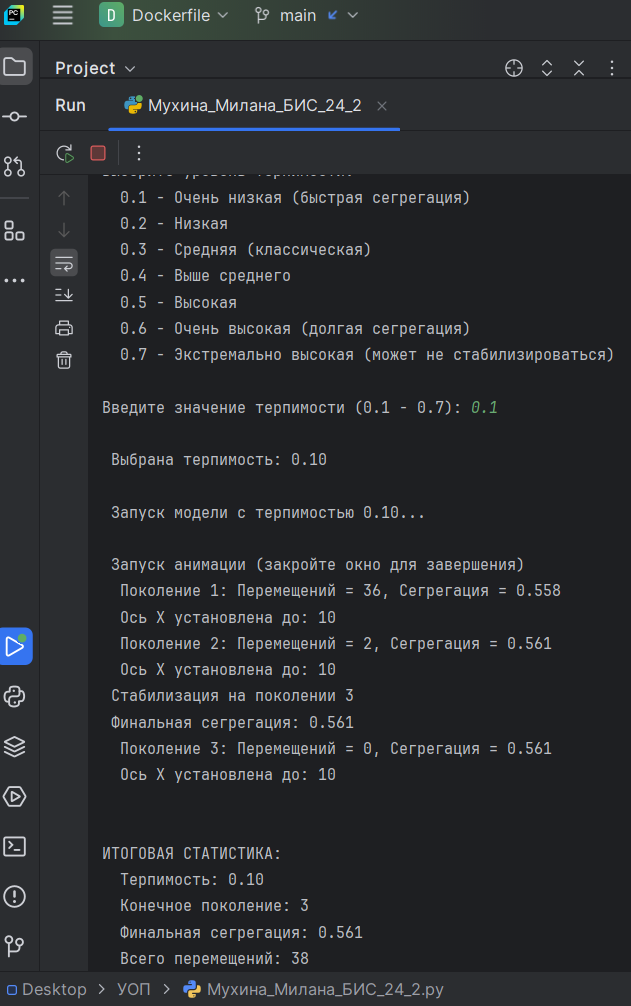 PC
D Dockerfile main
Project
Run Мухина_Милана_БИС_24_2
Выберите уровень терпимости:
0.1 - Очень низкая (быстрая сегрегация)
0.2 - Низкая
0.3 - Средняя (классическая)
0.4 - Выше среднего
0.5 - Высокая
0.6 - Очень высокая (долгая сегрегация)
0.7 - Экстремально высокая (может не стабилизироваться)
Введите значение терпимости (0.1 - 0.7): 0.1
Выбрана терпимость: 0.10
Запуск модели с терпимостью 0.10...
Запуск анимации (закройте окно для завершения)
Поколение 1: Перемещений = 36, Сегрегация = 0.558
Ось X установлена до: 10
Поколение 2: Перемещений = 2, Сегрегация = 0.561
Ось X установлена до: 10
Стабилизация на поколении 3
Финальная сегрегация: 0.561
Поколение 3: Перемещений = 0, Сегрегация = 0.561
Ось X установлена до: 10
ИТОГОВАЯ СТАТИСТИКА:
Терпимость: 0.10
Конечное поколение: 3
Финальная сегрегация: 0.561
Всего перемещений: 38
Desktop > УОП > Мухина_Милана_БИС_24_2.py